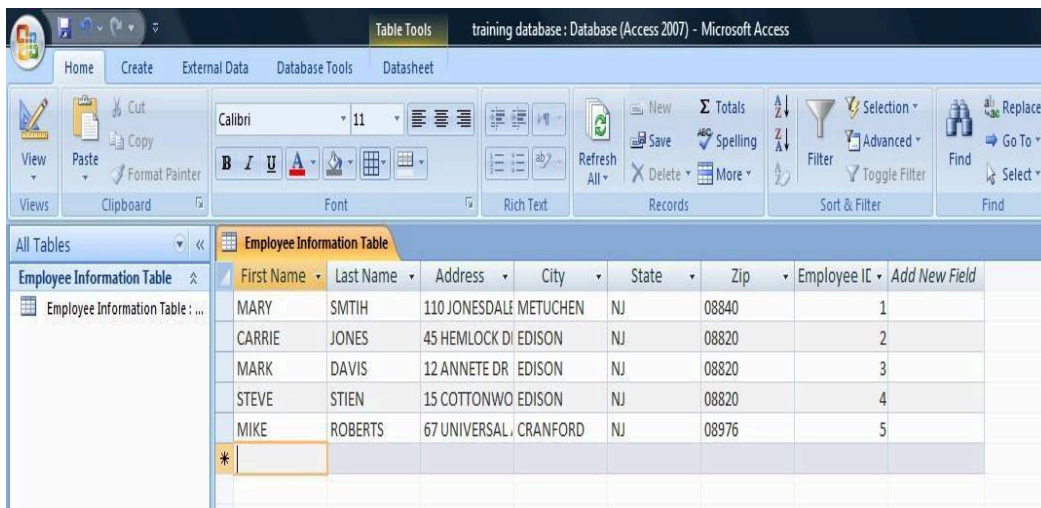 Table Tools training database : Database (Access 2007) - Microsoft Access
Home Create External Data Database Tools Datasheet
View
Views
Paste
Cut
Copy
Format Painter
Clipboard
Calibri 11
B I U A
Font
Rich Text
Refresh All
New
Save
Delete
Σ Totals
Spelling
More
Records
Filter
Selection
Advanced
Toggle Filter
Sort & Filter
Find
Replace
Go To
Select
Find
All Tables
Employee Information Table
Employee Information Table : ...
Employee Information Table
First Name Last Name Address City State Zip Employee IC Add New Field
MARY SMTIH 110 JONESDALE METUCHEN NJ 08840 1
CARRIE JONES 45 HEMLOCK DI EDISON NJ 08820 2
MARK DAVIS 12 ANNETE DR EDISON NJ 08820 3
STEVE STIEN 15 COTTONWO EDISON NJ 08820 4
MIKE ROBERTS 67 UNIVERSAL CRANFORD NJ 08976 5